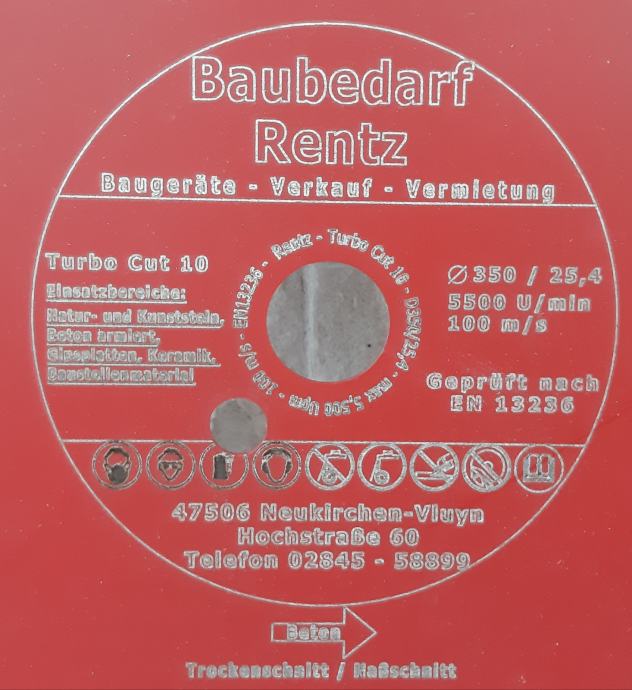 Baubedarf
Rentz
Baugeräte - Verkauf - Vermietung
Turbo Cut 10
Einsatzbereiche:
Natur- und Kunststein,
Beton armiert,
Glasplatten, Keramik,
Baustellenmaterial
Rentz - Turbo Cut 10 - D350/25,4 - max 5,500 Upm - 100 m/s - EN13236 -
Ø 350 / 25,4
5500 U/min
100 m/s
Geprüft nach
EN 13236
47506 Neukirchen-Vluyn
Hochstraße 60
Telefon 02845 - 58899
Beton
Trockenschnitt / Naßschnitt